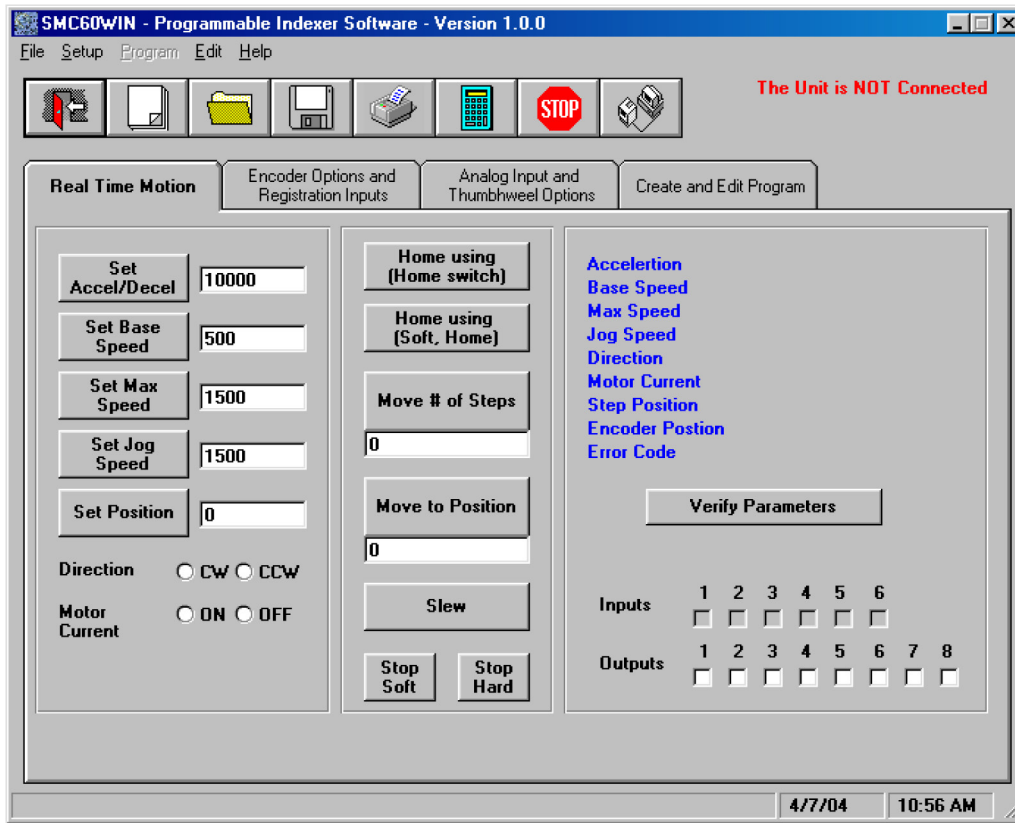 SMC60WIN - Programmable Indexer Software - Version 1.0.0
File Setup Program Edit Help
STOP
The Unit is NOT Connected
Real Time Motion
Encoder Options and
Registration Inputs
Analog Input and
Thumbhweel Options
Create and Edit Program
Set
Accel/Decel
10000
Set Base
Speed
500
Set Max
Speed
1500
Set Jog
Speed
1500
Set Position
0
Direction
CW CCW
Motor
Current
ON OFF
Home using
(Home switch)
Home using
(Soft, Home)
Move # of Steps
0
Move to Position
0
Slew
Stop
Soft
Stop
Hard
Accelertion
Base Speed
Max Speed
Jog Speed
Direction
Motor Current
Step Position
Encoder Postion
Error Code
Verify Parameters
1 2 3 4 5 6
Inputs
1 2 3 4 5 6 7 8
Outputs
4/7/04
10:56 AM